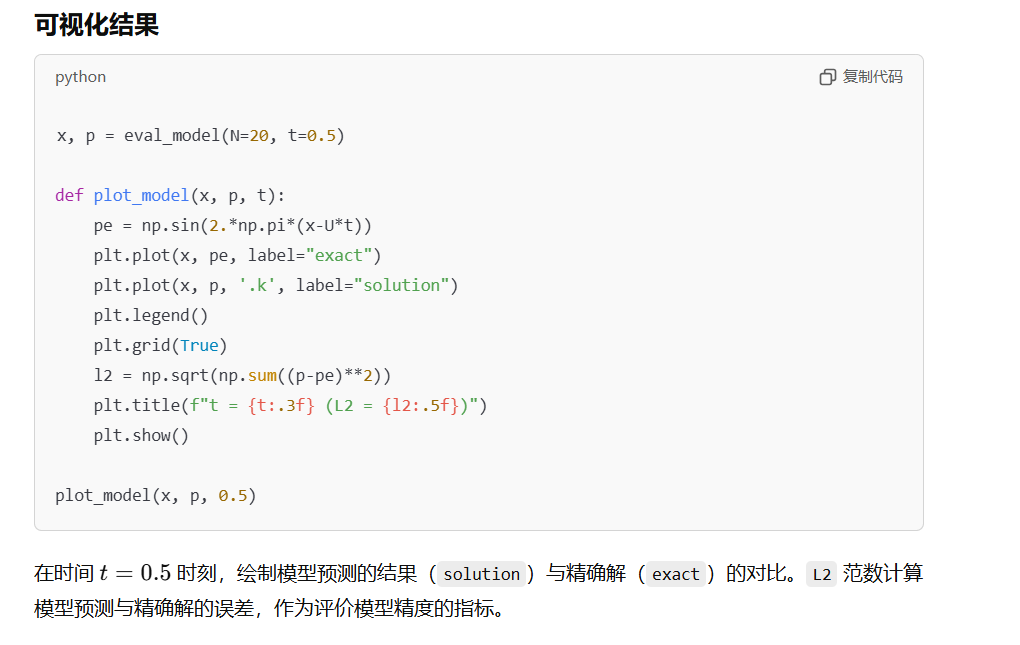 可视化结果
python
复制代码
x, p = eval_model(N=20, t=0.5)
def plot_model(x, p, t):
    pe = np.sin(2.*np.pi*(x-U*t))
    plt.plot(x, pe, label="exact")
    plt.plot(x, p, '.k', label="solution")
    plt.legend()
    plt.grid(True)
    l2 = np.sqrt(np.sum((p-pe)**2))
    plt.title(f"t = {t:.3f} (L2 = {l2:.5f})")
    plt.show()
plot_model(x, p, 0.5)
在时间 t = 0.5 时刻，绘制模型预测的结果（solution）与精确解（exact）的对比。L2 范数计算
模型预测与精确解的误差，作为评价模型精度的指标。